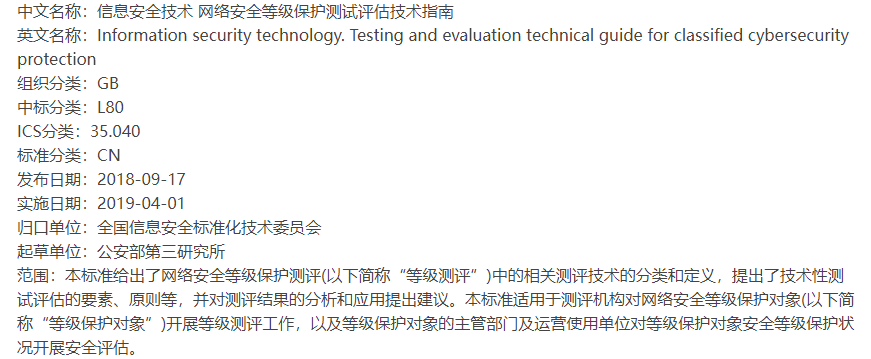 中文名称：信息安全技术 网络安全等级保护测试评估技术指南
英文名称：Information security technology. Testing and evaluation technical guide for classified cybersecurity
protection
组织分类：GB
中标分类：L80
ICS分类：35.040
标准分类：CN
发布日期：2018-09-17
实施日期：2019-04-01
归口单位：全国信息安全标准化技术委员会
起草单位：公安部第三研究所
范围：本标准给出了网络安全等级保护测评(以下简称“等级测评”)中的相关测评技术的分类和定义，提出了技术性测
试评估的要素、原则等，并对测评结果的分析和应用提出建议。本标准适用于测评机构对网络安全等级保护对象(以下简
称“等级保护对象”)开展等级测评工作，以及等级保护对象的主管部门及运营使用单位对等级保护对象安全等级保护状
况开展安全评估。